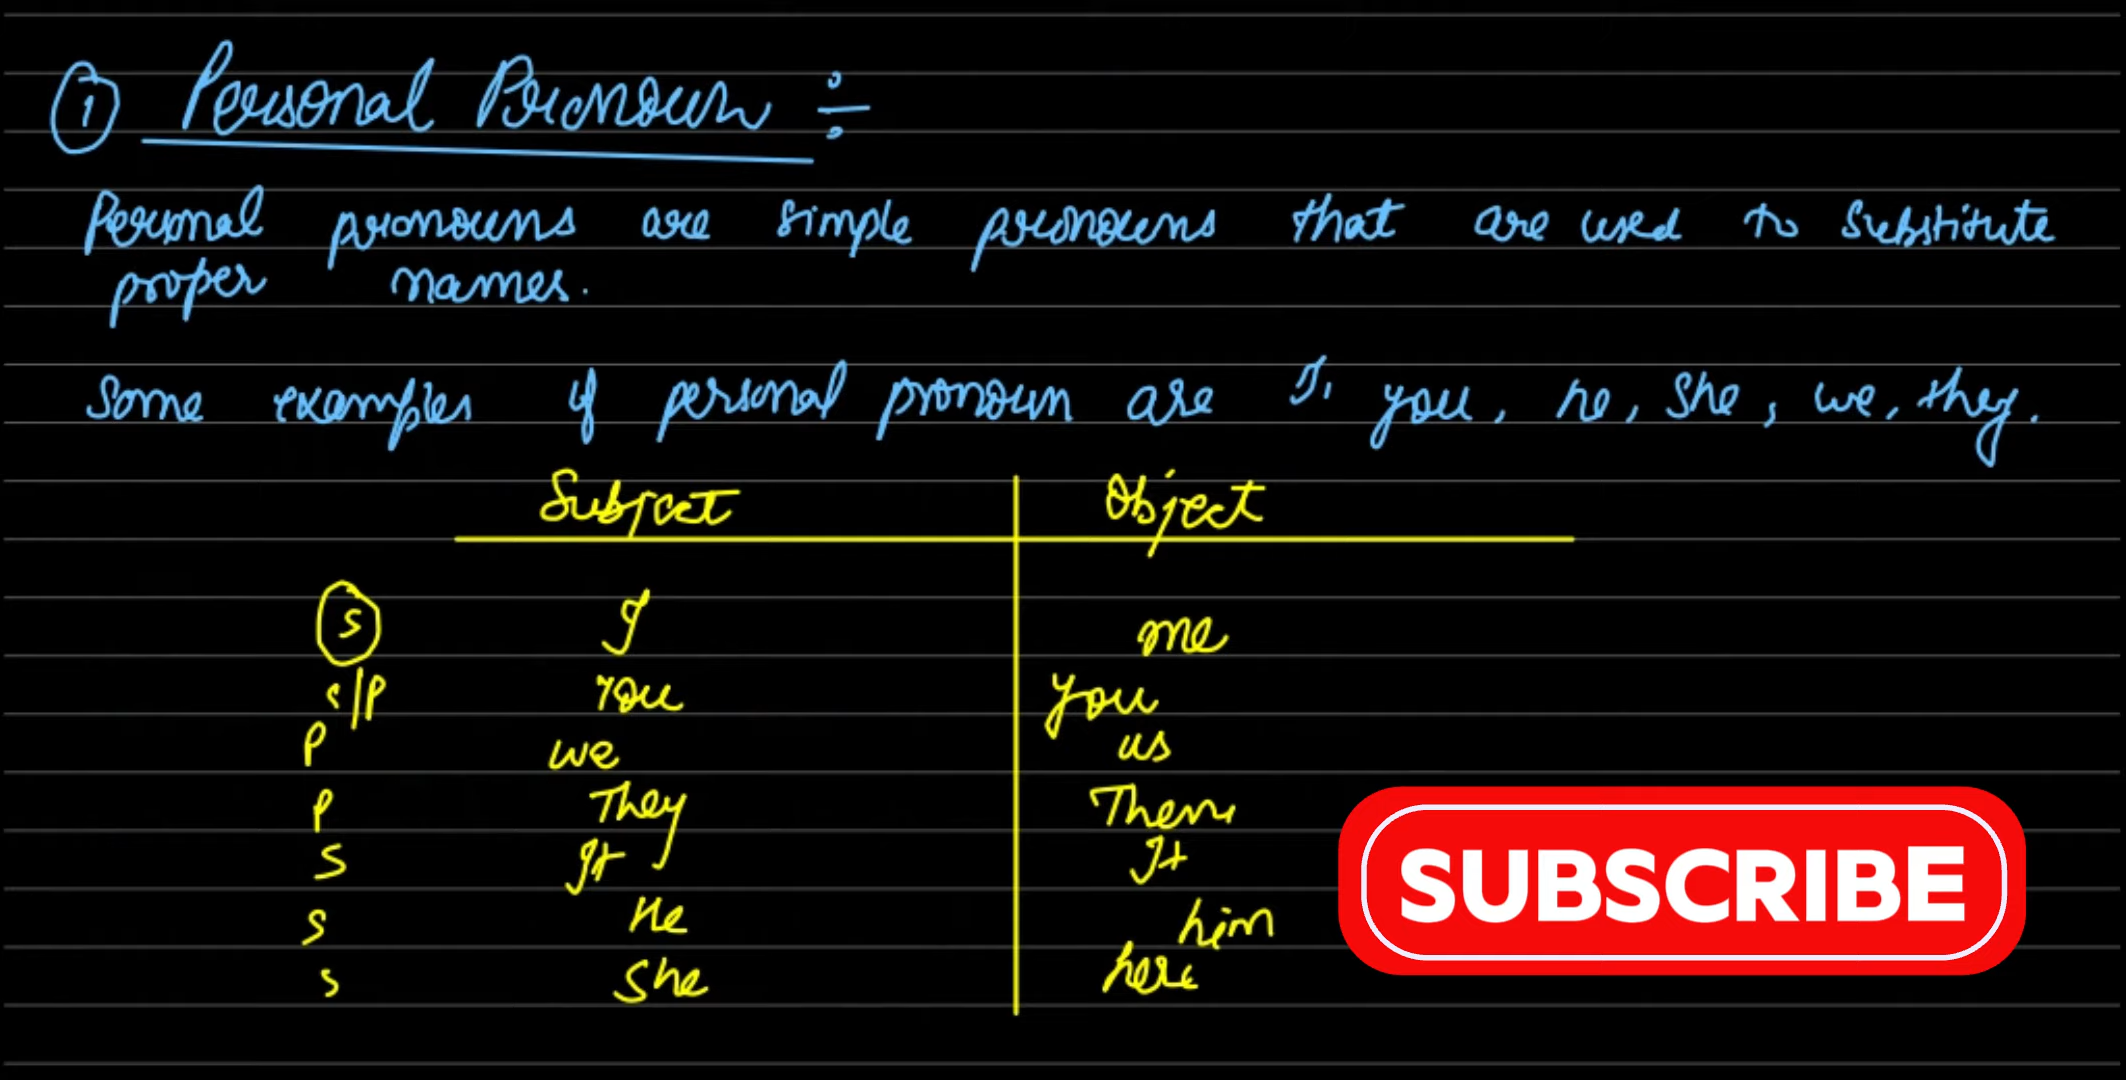 1 Personal Pronoun :-
Personal pronouns are simple pronouns that are used to substitute
proper names.
Some examples of personal pronoun are I, you, he, she, we, they.
Subject Object
S I me
S/P You you
P we us
P They Them
S It It
S He him
S She her
SUBSCRIBE